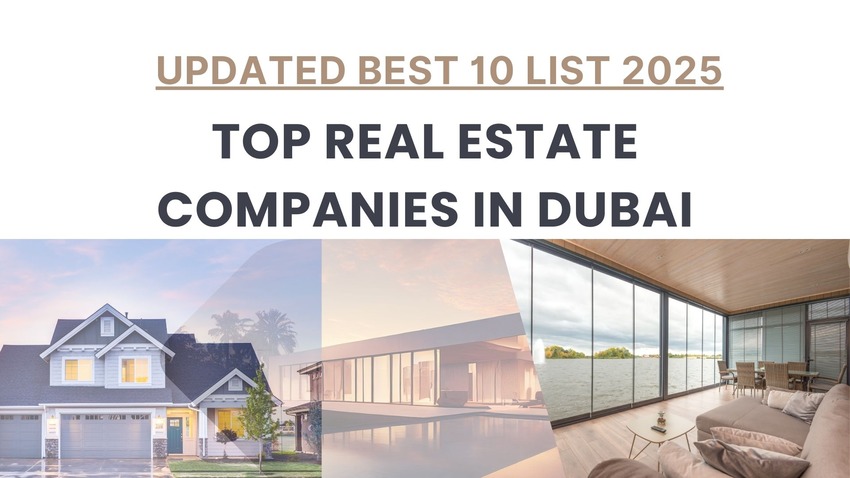 UPDATED BEST 10 LIST 2025
TOP REAL ESTATE
COMPANIES IN DUBAI